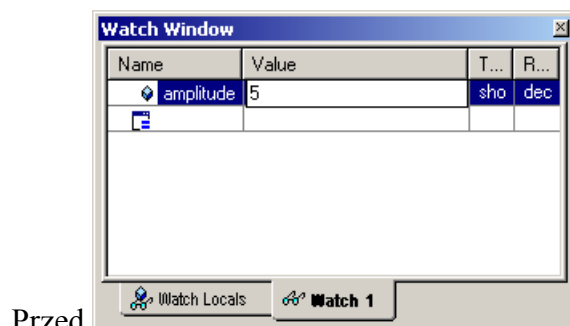 Watch Window
Name Value T... R...
amplitude 5 sho dec
Watch Locals Watch 1
Przed